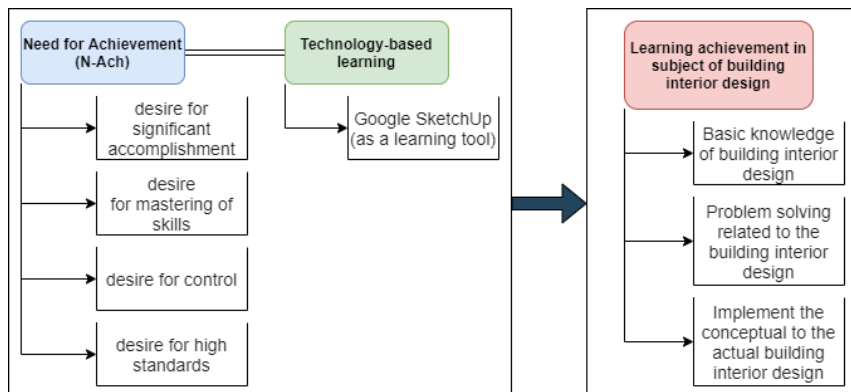 Need for Achievement
(N-Ach)
desire for
significant
accomplishment
desire
for mastering of
skills
desire for control
desire for high
standards
Technology-based
learning
Google SketchUp
(as a learning tool)
Learning achievement in
subject of building
interior design
Basic knowledge
of building interior
design
Problem solving
related to the
building interior
design
Implement the
conceptual to the
actual building
interior design